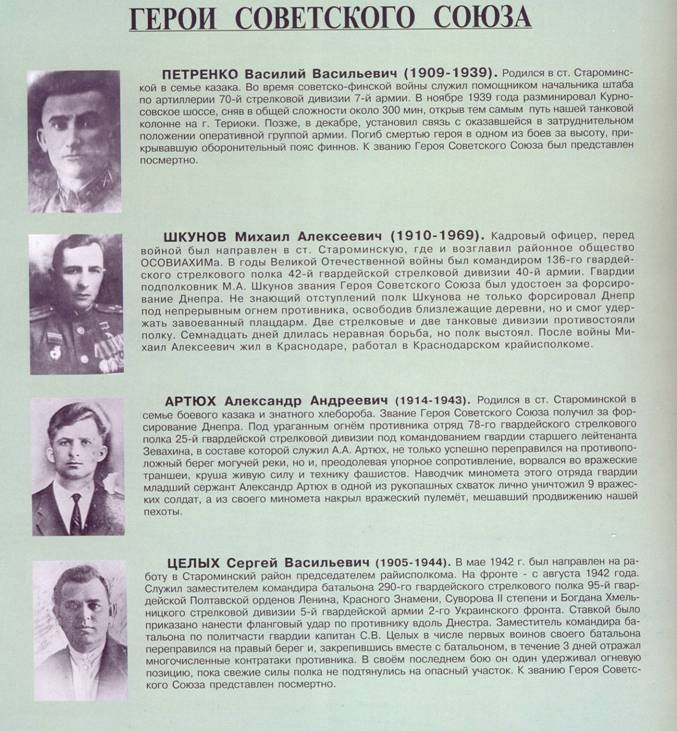 ГЕРОИ СОВЕТСКОГО СОЮЗА
ПЕТРЕНКО Василий Васильевич (1909-1939). Родился в ст. Староминс-
кой в семье казака. Во время советско-финской войны служил помощником начальника штаба
по артиллерии 70-й стрелковой дивизии 7-й армии. В ноябре 1939 года разминировал Курно-
совское шоссе, сняв в общей сложности около 300 мин, открыв тем самым путь нашей танковой
колонне на г. Териоки. Позже, в декабре, установил связь с оказавшейся в затруднительном
положении оперативной группой армии. Погиб смертью героя в одном из боев за высоту, при-
крывавшую оборонительный пояс финнов. К званию Героя Советского Союза был представлен
посмертно.
ШКУНОВ Михаил Алексеевич (1910-1969). Кадровый офицер, перед
войной был направлен в ст. Староминскую, где и возглавил районное общество
ОСОВИАХИМа. В годы Великой Отечественной войны был командиром 136-го гвардей-
ского стрелкового полка 42-й гвардейской стрелковой дивизии 40-й армии. Гвардии
подполковник М.А. Шкунов звания Героя Советского Союза был удостоен за форсиро-
вание Днепра. Не знающий отступлений полк Шкунова не только форсировал Днепр
под непрерывным огнем противника, освободив близлежащие деревни, но и смог удер-
жать завоеванный плацдарм. Две стрелковые и две танковые дивизии противостояли
полку. Семнадцать дней длилась неравная борьба, но полк выстоял. После войны Ми-
хаил Алексеевич жил в Краснодаре, работал в Краснодарском крайисполкоме.
АРТЮХ Александр Андреевич (1914-1943). Родился в ст. Староминской в
семье боевого казака и знатного хлебороба. Звание Героя Советского Союза получил за фор-
сирование Днепра. Под ураганным огнём противника отряд 78-го гвардейского стрелкового
полка 25-й гвардейской стрелковой дивизии под командованием гвардии старшего лейтенанта
Зевахина, в составе которой служил А.А. Артюх, не только успешно переправился на противопо-
ложный берег могучей реки, но и, преодолевая упорное сопротивление, ворвался во вражеские
траншеи, круша живую силу и технику фашистов. Наводчик миномета этого отряда гвардии
младший сержант Александр Артюх в одной из рукопашных схваток лично уничтожил 9 вражес-
ких солдат, а из своего миномета накрыл вражеский пулемёт, мешавший продвижению нашей
пехоты.
ЦЕЛЫХ Сергей Васильевич (1905-1944). В мае 1942 г. был направлен на ра-
боту в Староминский район председателем райисполкома. На фронте - с августа 1942 года.
Служил заместителем командира батальона 290-го гвардейского стрелкового полка 95-й гвар-
дейской Полтавской орденов Ленина, Красного Знамени, Суворова II степени и Богдана Хмель-
ницкого стрелковой дивизии 5-й гвардейской армии 2-го Украинского фронта. Ставкой было
приказано нанести фланговый удар по противнику вдоль Днестра. Заместитель командира ба-
тальона по политчасти гвардии капитан С.В. Целых в числе первых воинов своего батальона
переправился на правый берег и, закрепившись вместе с батальоном, в течение 3 дней отражал
многочисленные контратаки противника. В своём последнем бою он один удерживал огневую
позицию, пока свежие силы полка не подтянулись на опасный участок. К званию Героя Советс-
кого Союза представлен посмертно.